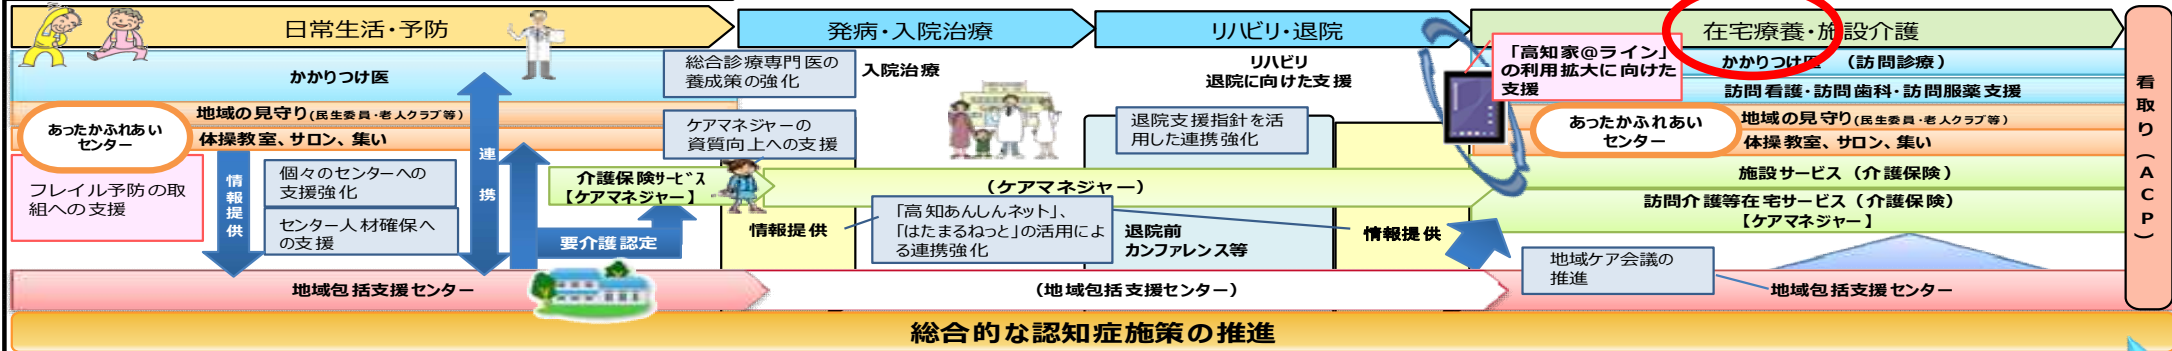 日常生活・予防
発病・入院治療
リハビリ・退院
在宅療養・施設介護
かかりつけ医
総合診療専門医の
養成策の強化
入院治療
リハビリ
退院に向けた支援
「高知家@ライン」
の利用拡大に向けた
支援
かかりつけ医 （訪問診療）
訪問看護・訪問歯科・訪問服薬支援
看取り（ACP）
地域の見守り(民生委員・老人クラブ等)
あったかふれあい
センター
体操教室、サロン、集い
ケアマネジャーの
資質向上への支援
退院支援指針を活
用した連携強化
あったかふれあい
センター
地域の見守り(民生委員・老人クラブ等)
体操教室、サロン、集い
フレイル予防の取
組への支援
情報提供
個々のセンターへの
支援強化
センター人材確保へ
の支援
連携
介護保険サービス
【ケアマネジャー】
（ケアマネジャー）
施設サービス（介護保険）
訪問介護等在宅サービス（介護保険）
【ケアマネジャー】
要介護認定
情報提供
「高知あんしんネット」、
「はたまるねっと」の活用によ
る連携強化
退院前
カンファレンス等
情報提供
地域ケア会議の
推進
地域包括支援センター
（地域包括支援センター）
地域包括支援センター
総合的な認知症施策の推進